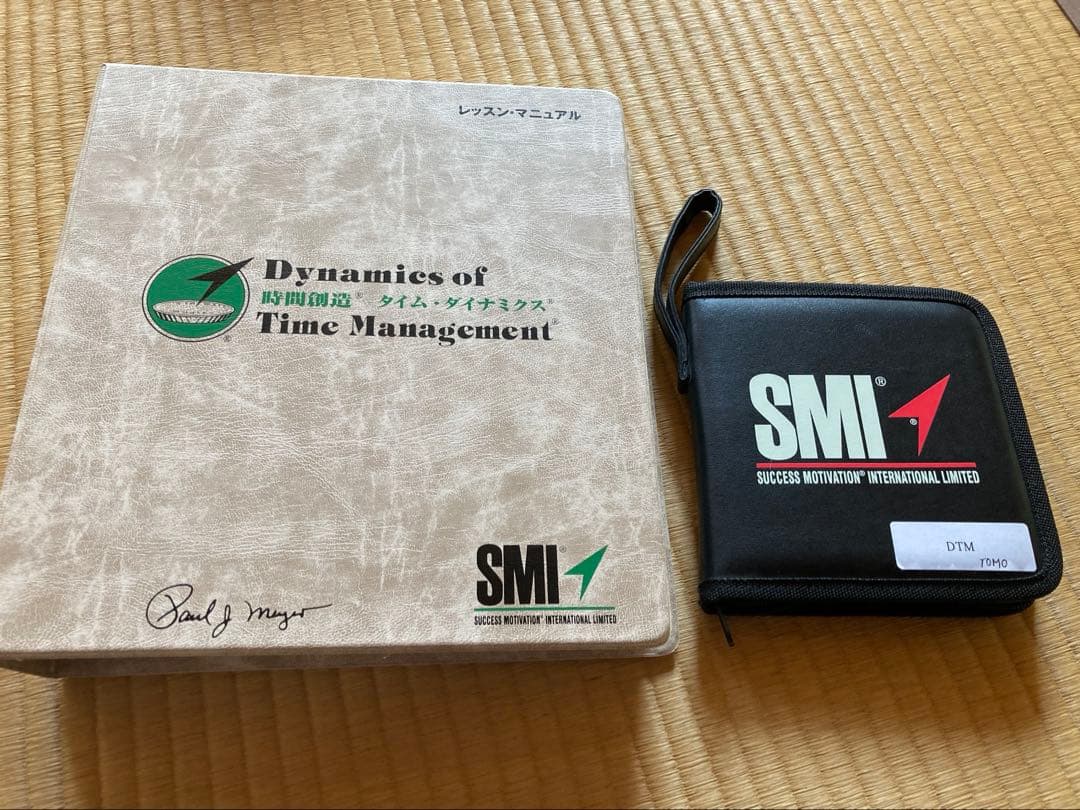 レッスン・マニュアル
Dynamics of
時間創造® タイム・ダイナミクス®
Time Management®
®
Paul J Meyer
SMI®
SUCCESS MOTIVATION® INTERNATIONAL LIMITED
SMI®
®
SUCCESS MOTIVATION® INTERNATIONAL LIMITED
DTM
TOMO